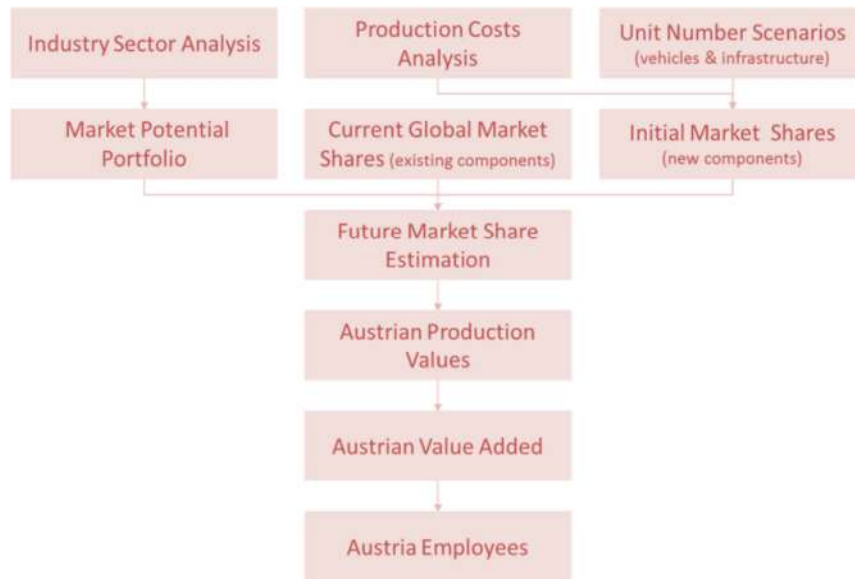 Industry Sector Analysis
Production Costs
Analysis
Unit Number Scenarios
(vehicles & infrastructure)
Market Potential
Portfolio
Current Global Market
Shares (existing components)
Initial Market Shares
(new components)
Future Market Share
Estimation
Austrian Production
Values
Austrian Value Added
Austria Employees